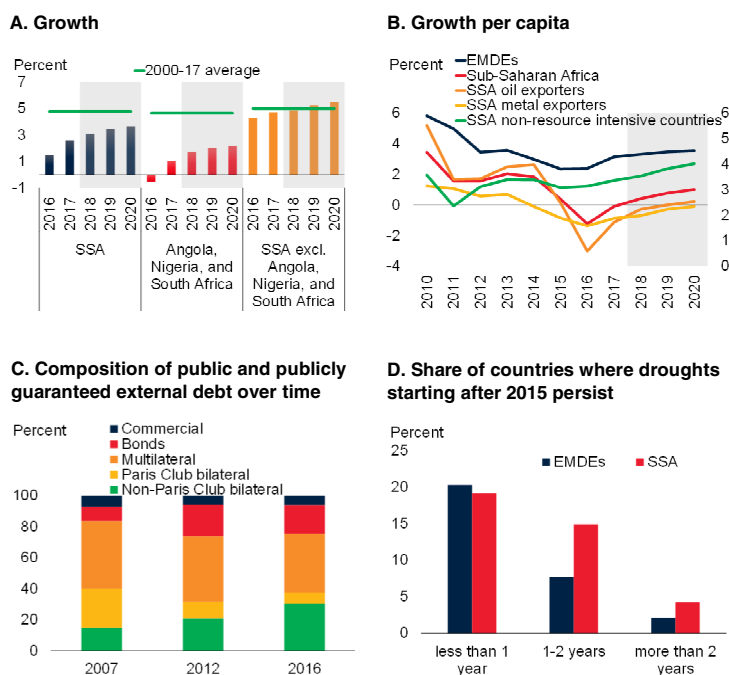 A. Growth
Percent
2000-17 average
7
5
3
1
-1
2016
2017
2018
2019
2020
2016
2017
2018
2019
2020
2016
2017
2018
2019
2020
SSA
Angola,
Nigeria, and
South Africa
SSA excl.
Angola,
Nigeria, and
South Africa
B. Growth per capita
Percent
EMDEs
Sub-Saharan Africa
SSA oil exporters
SSA metal exporters
SSA non-resource intensive countries
6
4
2
0
-2
-4
6
5
4
3
2
1
0
2010
2011
2012
2013
2014
2015
2016
2017
2018
2019
2020
C. Composition of public and publicly
guaranteed external debt over time
Percent
Commercial
Bonds
Multilateral
Paris Club bilateral
Non-Paris Club bilateral
100
80
60
40
20
0
2007
2012
2016
D. Share of countries where droughts
starting after 2015 persist
Percent
25
20
15
10
5
0
EMDEs
SSA
less than 1
year
1-2 years
more than 2
years